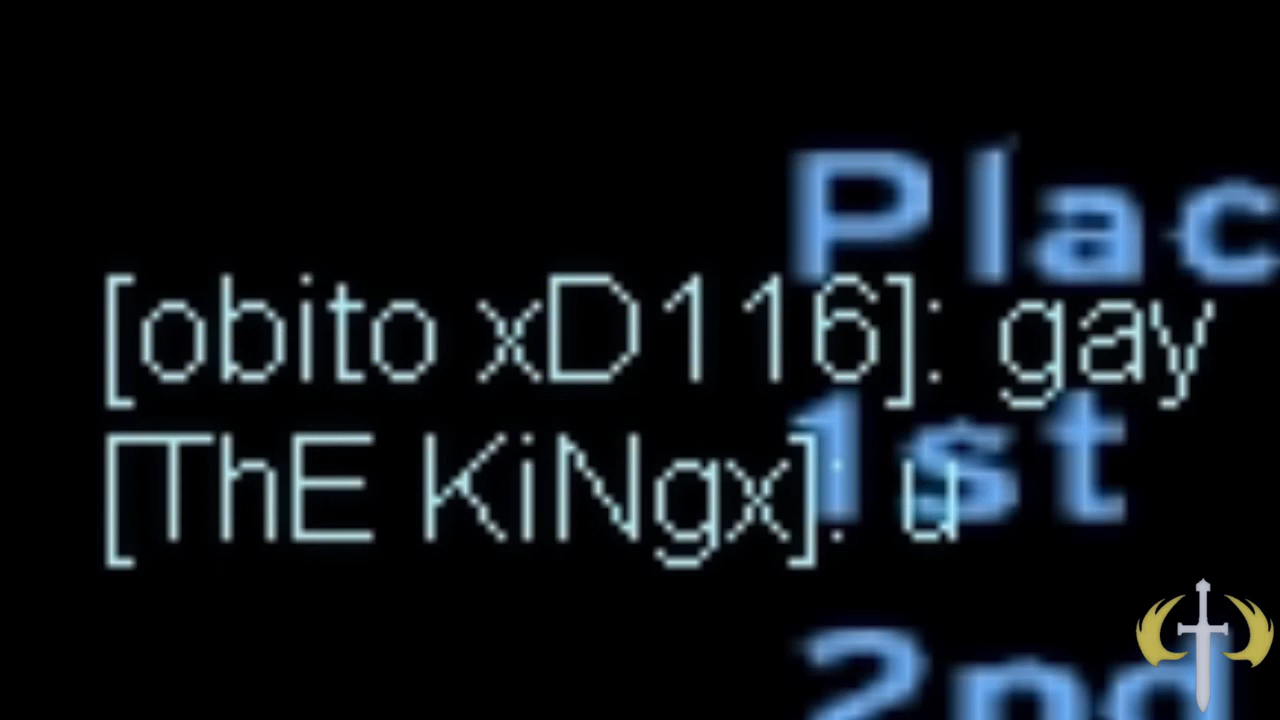 Plac
[obito xD116]: gay
1st
[ThE KiNgx]: u
2nd